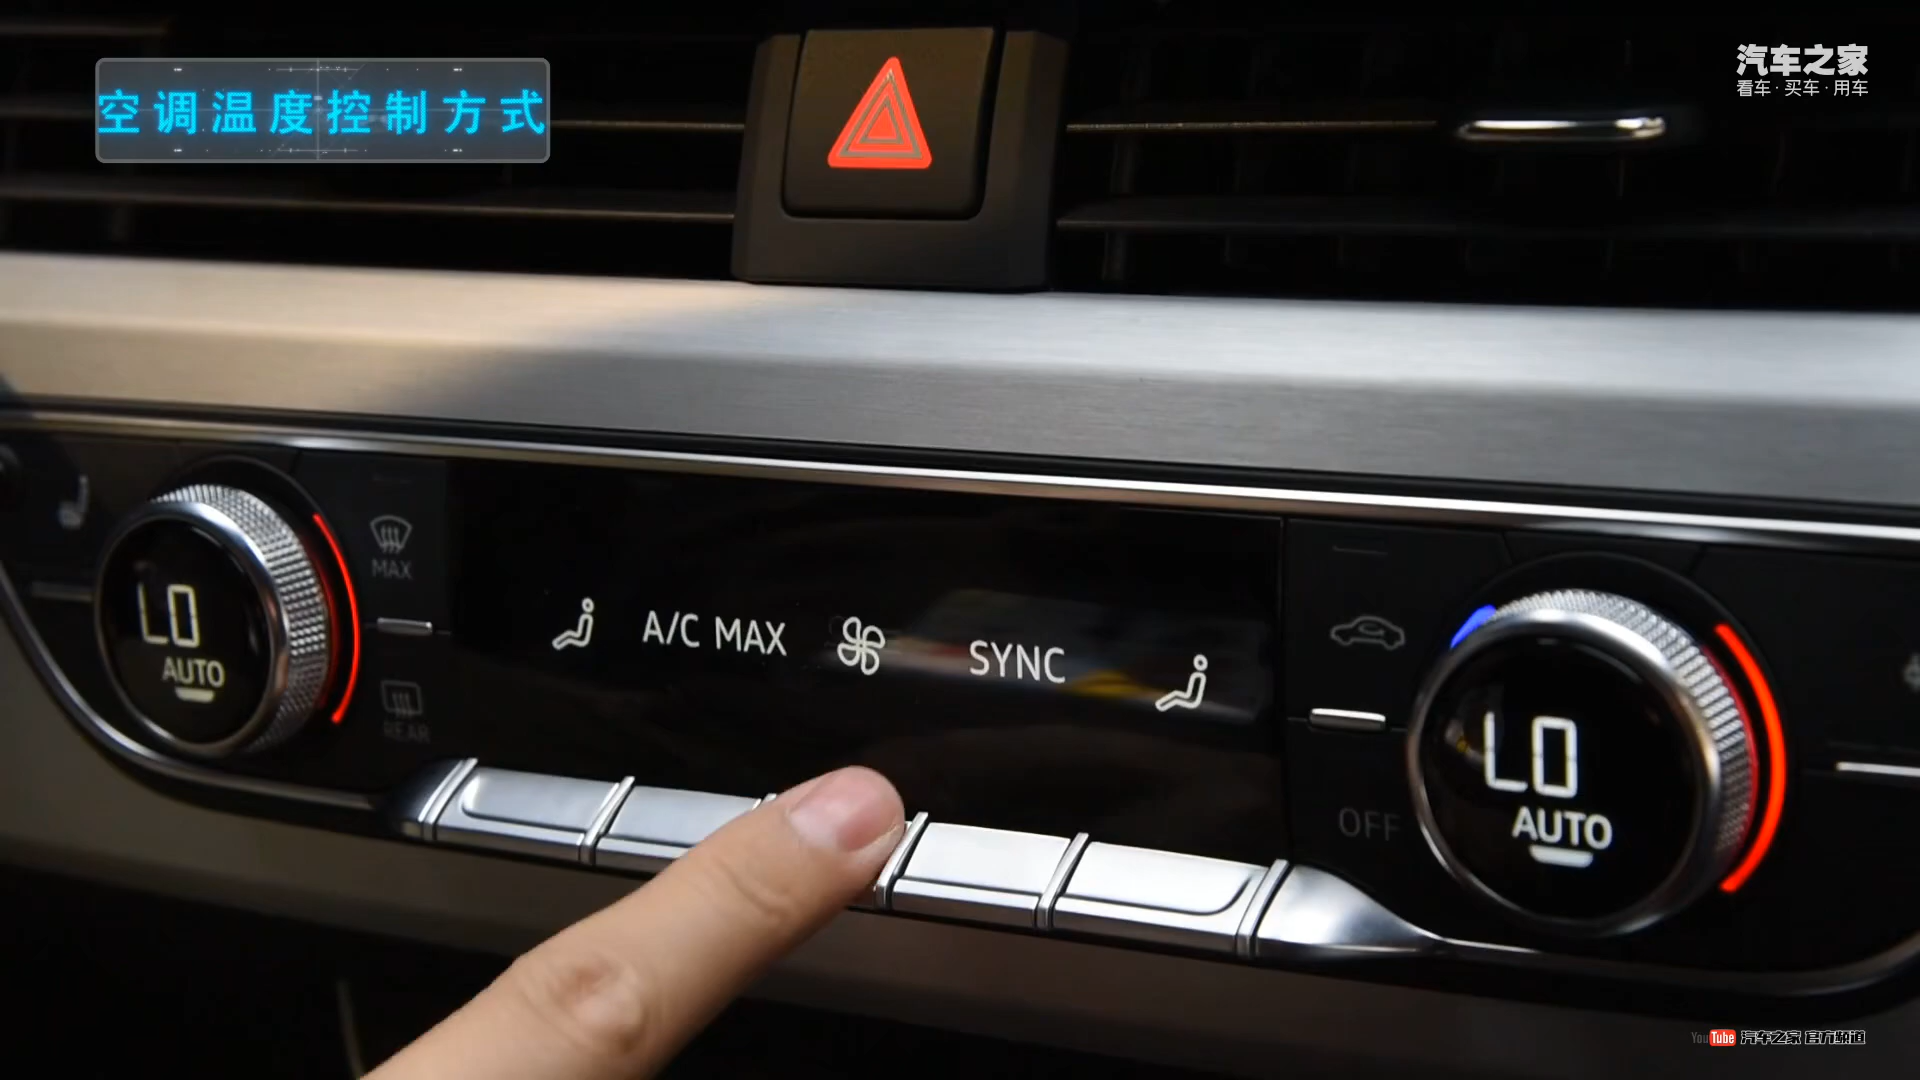 空调温度控制方式
汽车之家
看车·买车·用车
MAX
LO
AUTO
REAR
A/C MAX
SYNC
OFF
LO
AUTO
YouTube 汽车之家 官方频道